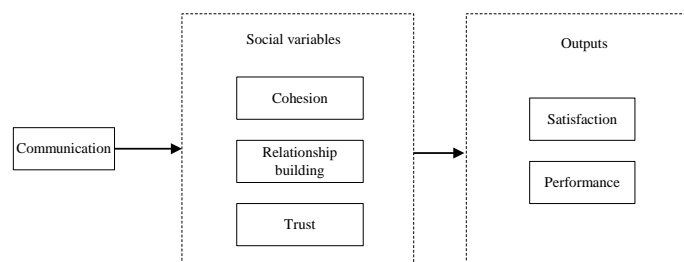 Communication
Social variables
Cohesion
Relationship
building
Trust
Outputs
Satisfaction
Performance